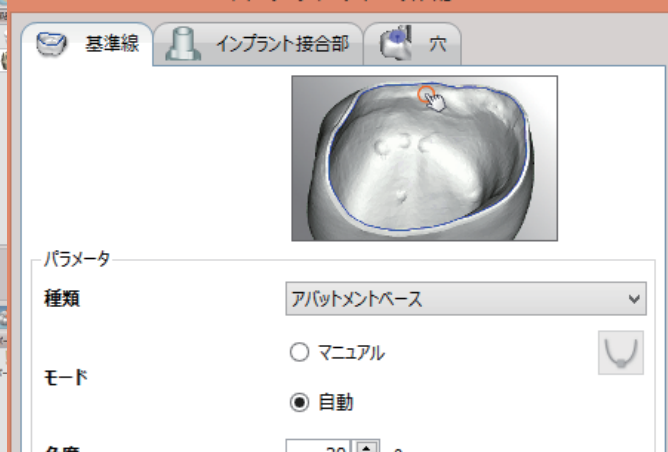 基準線 インプラント接合部 穴
パラメータ
種類 アバットメントベース
マニュアル
モード
自動